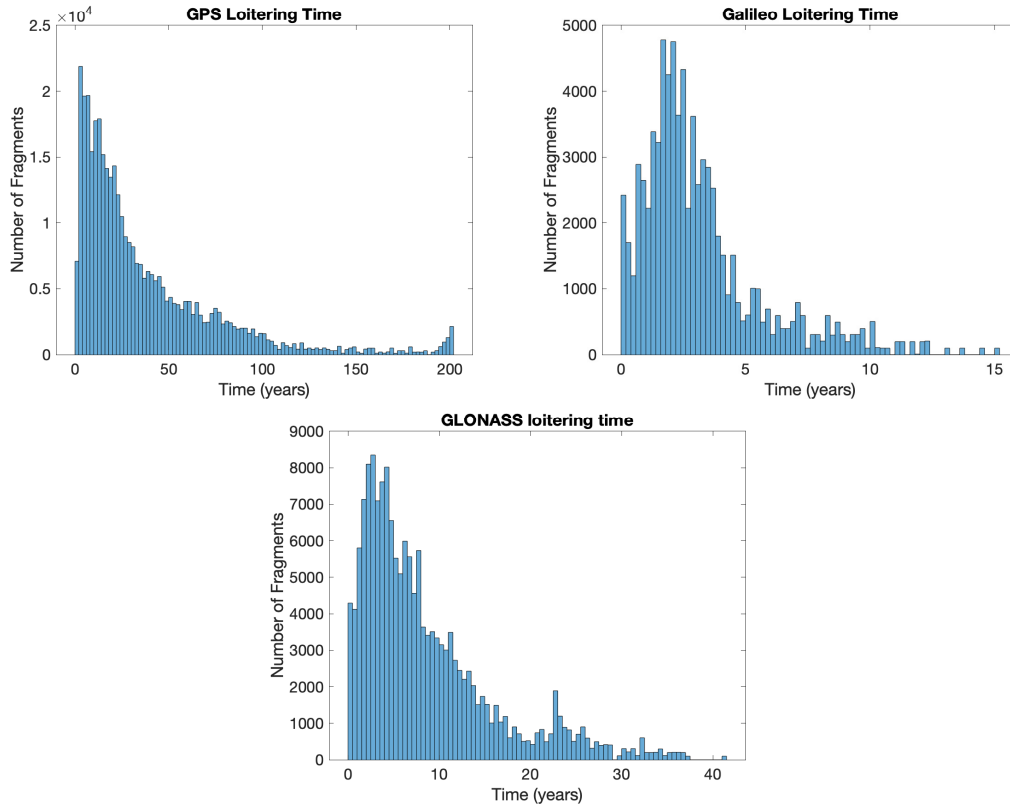 GPS Loitering Time
×10⁴
2.5
2
1.5
1
0.5
0
Number of Fragments
0 50 100 150 200
Time (years)
Galileo Loitering Time
5000
4000
3000
2000
1000
0
Number of Fragments
0 5 10 15
Time (years)
GLONASS loitering time
9000
8000
7000
6000
5000
4000
3000
2000
1000
0
Number of Fragments
0 10 20 30 40
Time (years)